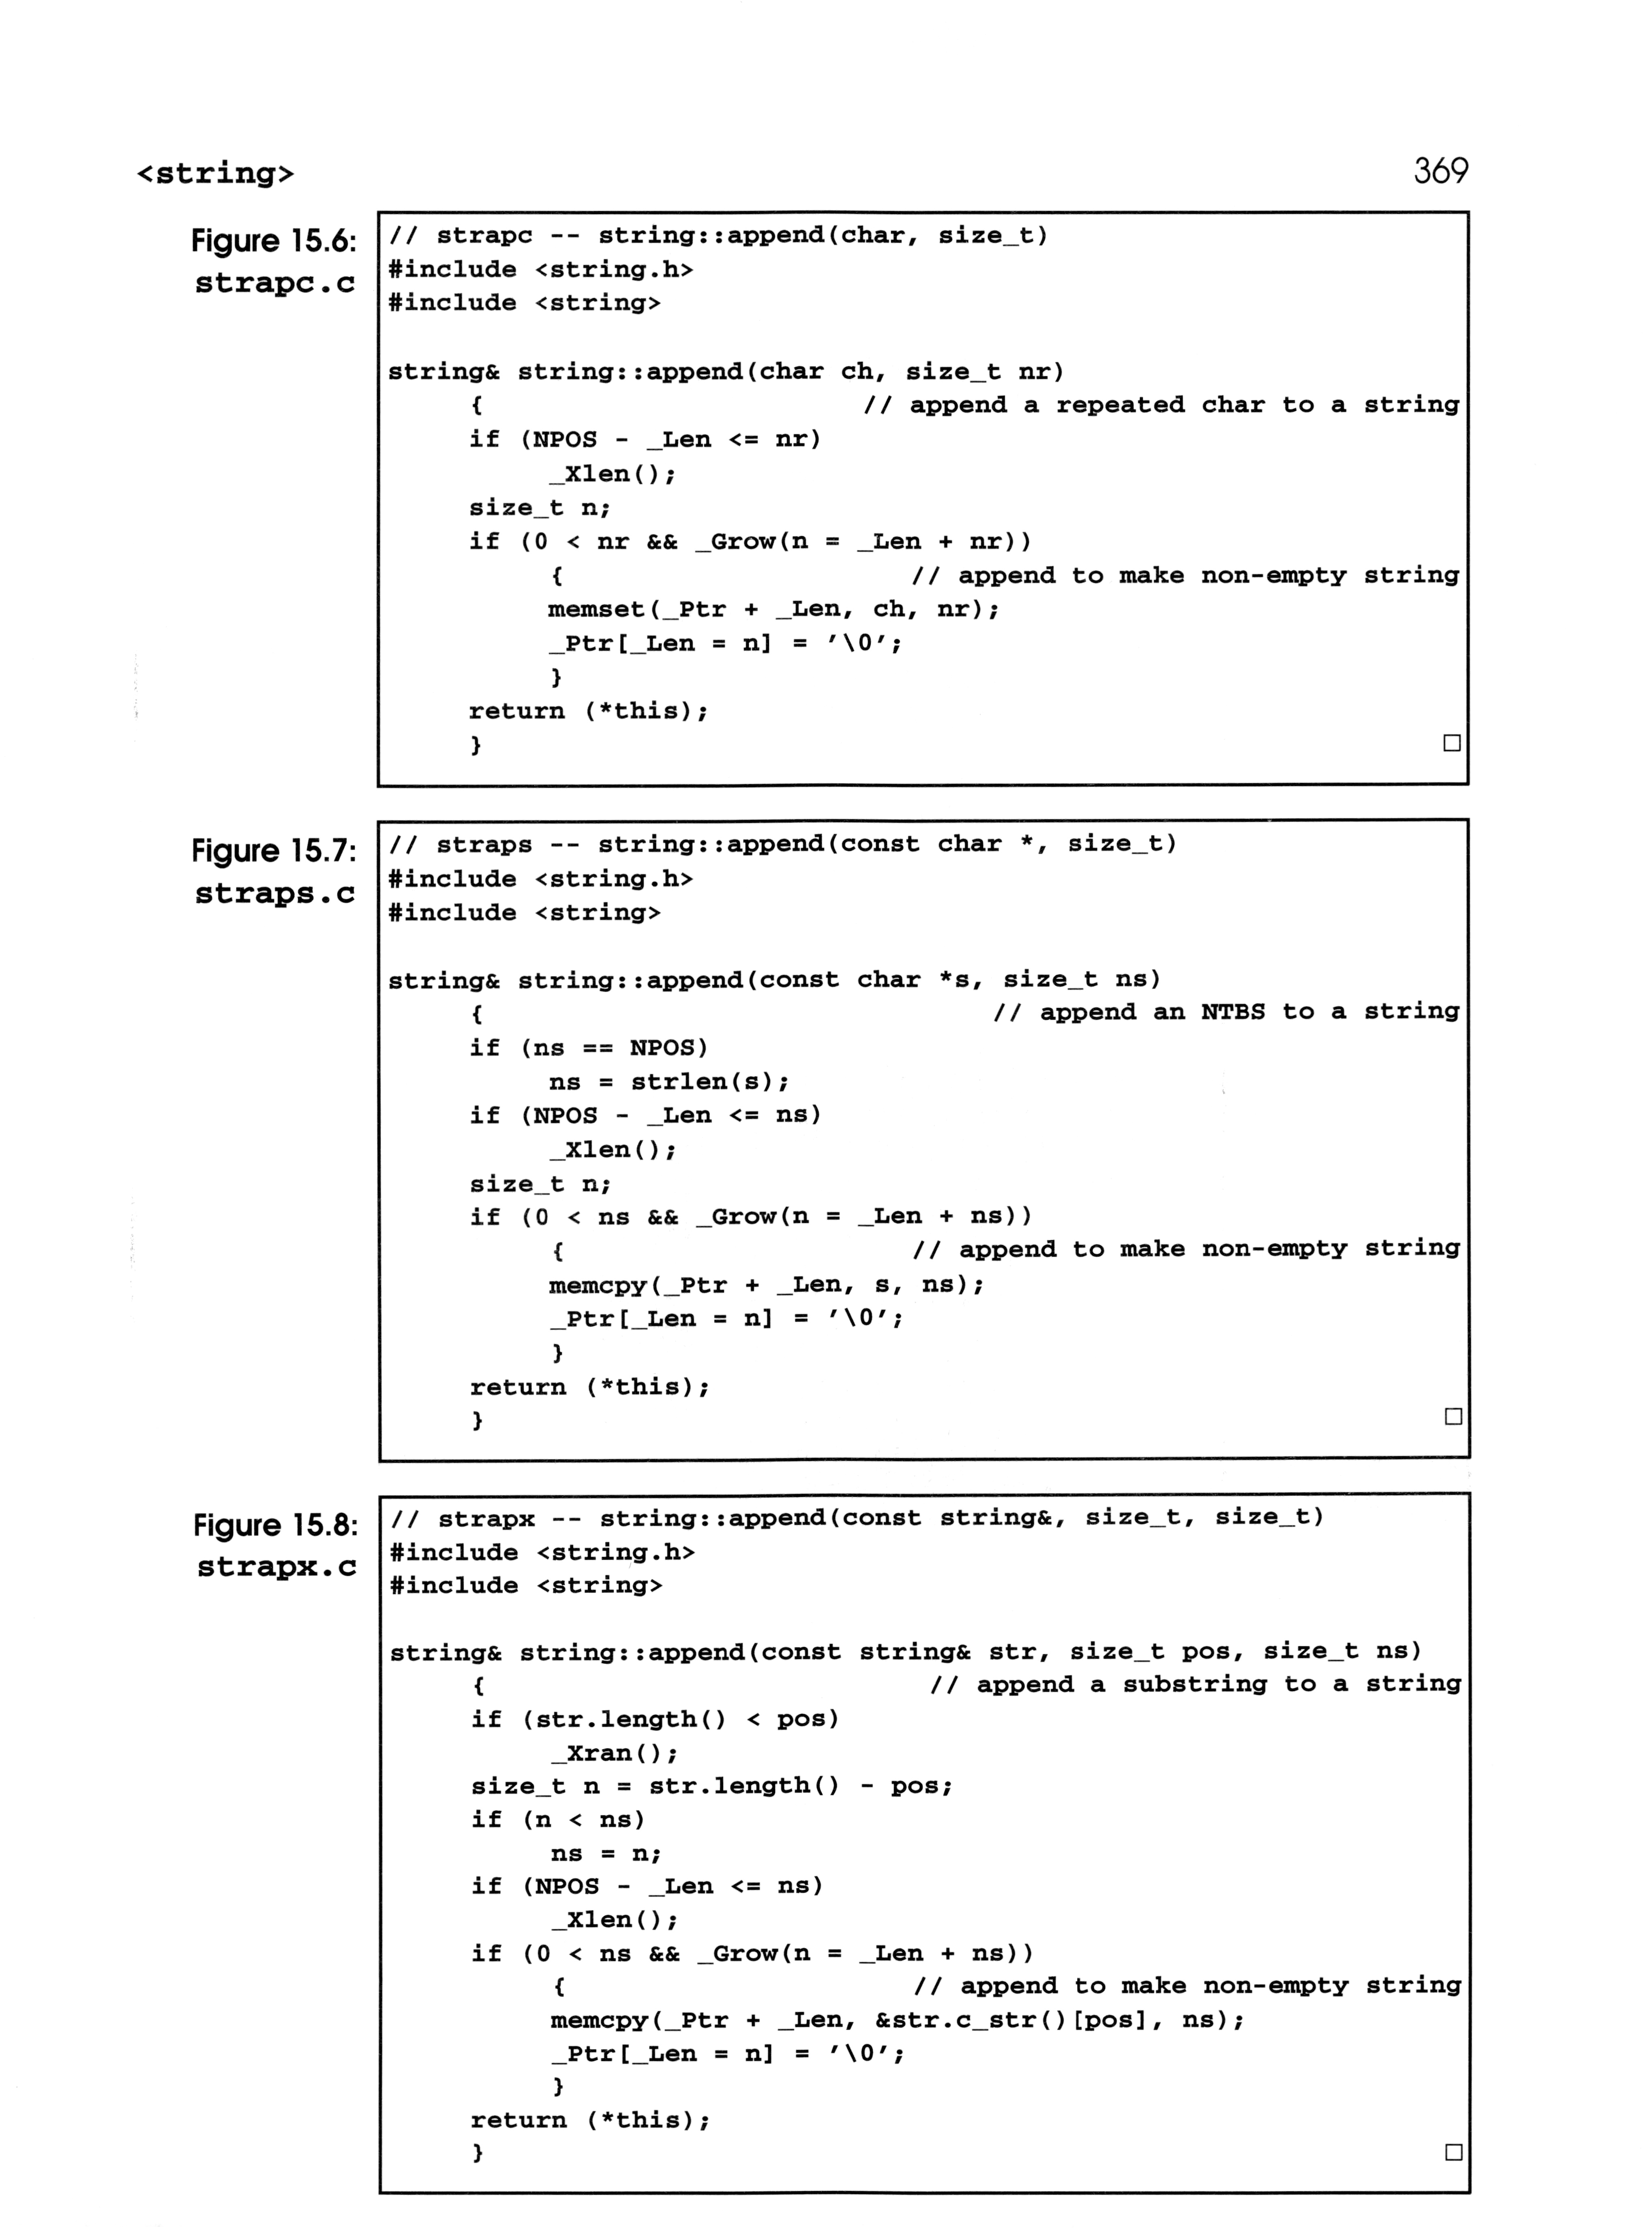 <string>
369
Figure 15.6:
strapc.c
// strapc -- string::append(char, size_t)
#include <string.h>
#include <string>
string& string::append(char ch, size_t nr)
{ // append a repeated char to a string
if (NPOS - _Len <= nr)
_Xlen();
size_t n;
if (0 < nr && _Grow(n = _Len + nr))
{ // append to make non-empty string
memset(_Ptr + _Len, ch, nr);
_Ptr[_Len = n] = '\0';
}
return (*this);
}
Figure 15.7:
straps.c
// straps -- string::append(const char *, size_t)
#include <string.h>
#include <string>
string& string::append(const char *s, size_t ns)
{ // append an NTBS to a string
if (ns == NPOS)
ns = strlen(s);
if (NPOS - _Len <= ns)
_Xlen();
size_t n;
if (0 < ns && _Grow(n = _Len + ns))
{ // append to make non-empty string
memcpy(_Ptr + _Len, s, ns);
_Ptr[_Len = n] = '\0';
}
return (*this);
}
Figure 15.8:
strapx.c
// strapx -- string::append(const string&, size_t, size_t)
#include <string.h>
#include <string>
string& string::append(const string& str, size_t pos, size_t ns)
{ // append a substring to a string
if (str.length() < pos)
_Xran();
size_t n = str.length() - pos;
if (n < ns)
ns = n;
if (NPOS - _Len <= ns)
_Xlen();
if (0 < ns && _Grow(n = _Len + ns))
{ // append to make non-empty string
memcpy(_Ptr + _Len, &str.c_str()[pos], ns);
_Ptr[_Len = n] = '\0';
}
return (*this);
}